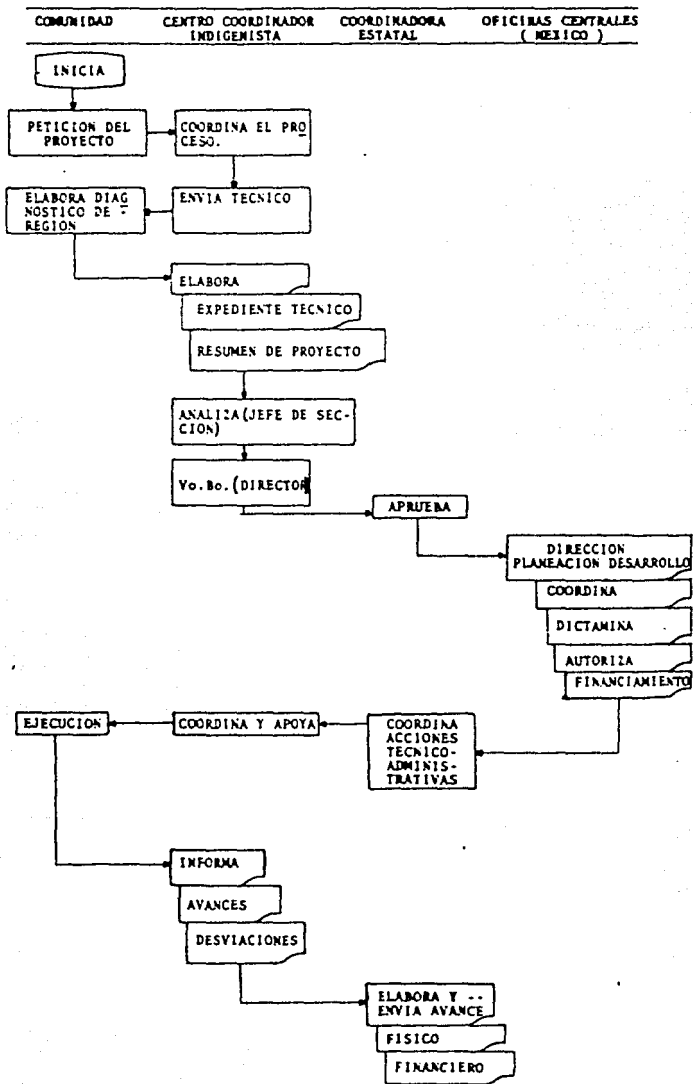 COMUNIDAD CENTRO COORDINADOR COORDINADORA OFICINAS CENTRALES
INDIGENISTA ESTATAL ( MEXICO )
INICIA
PETICION DEL
PROYECTO
COORDINA EL PRO
CESO.
ENVIA TECNICO
ELABORA DIAG
NOSTICO DE -
REGION
ELABORA
EXPEDIENTE TECNICO
RESUMEN DE PROYECTO
ANALIZA(JEFE DE SEC-
CION)
Vo.Bo.(DIRECTOR
APRUEBA
DIRECCION
PLANEACION DESARROLLO
COORDINA
DICTAMINA
AUTORIZA
FINANCIAMIENTO
EJECUCION
COORDINA Y APOYA
COORDINA
ACCIONES
TECNICO-
ADMINIS-
TRATIVAS
INFORMA
AVANCES
DESVIACIONES
ELABORA Y --
ENVIA AVANCE
FISICO
FINANCIERO